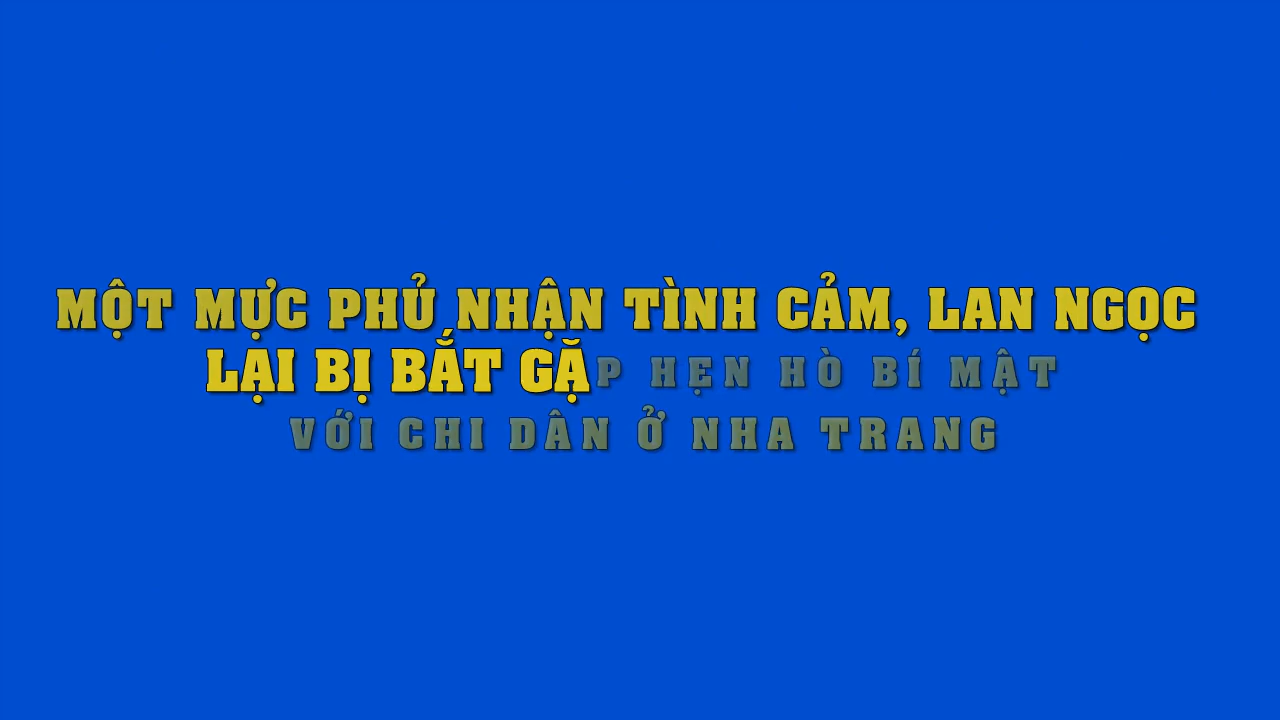 MỘT MỰC PHỦ NHẬN TÌNH CẢM, LAN NGỌC
LẠI BỊ BẮT GẶP HẸN HÒ BÍ MẬT
VỚI CHI DÂN Ở NHA TRANG